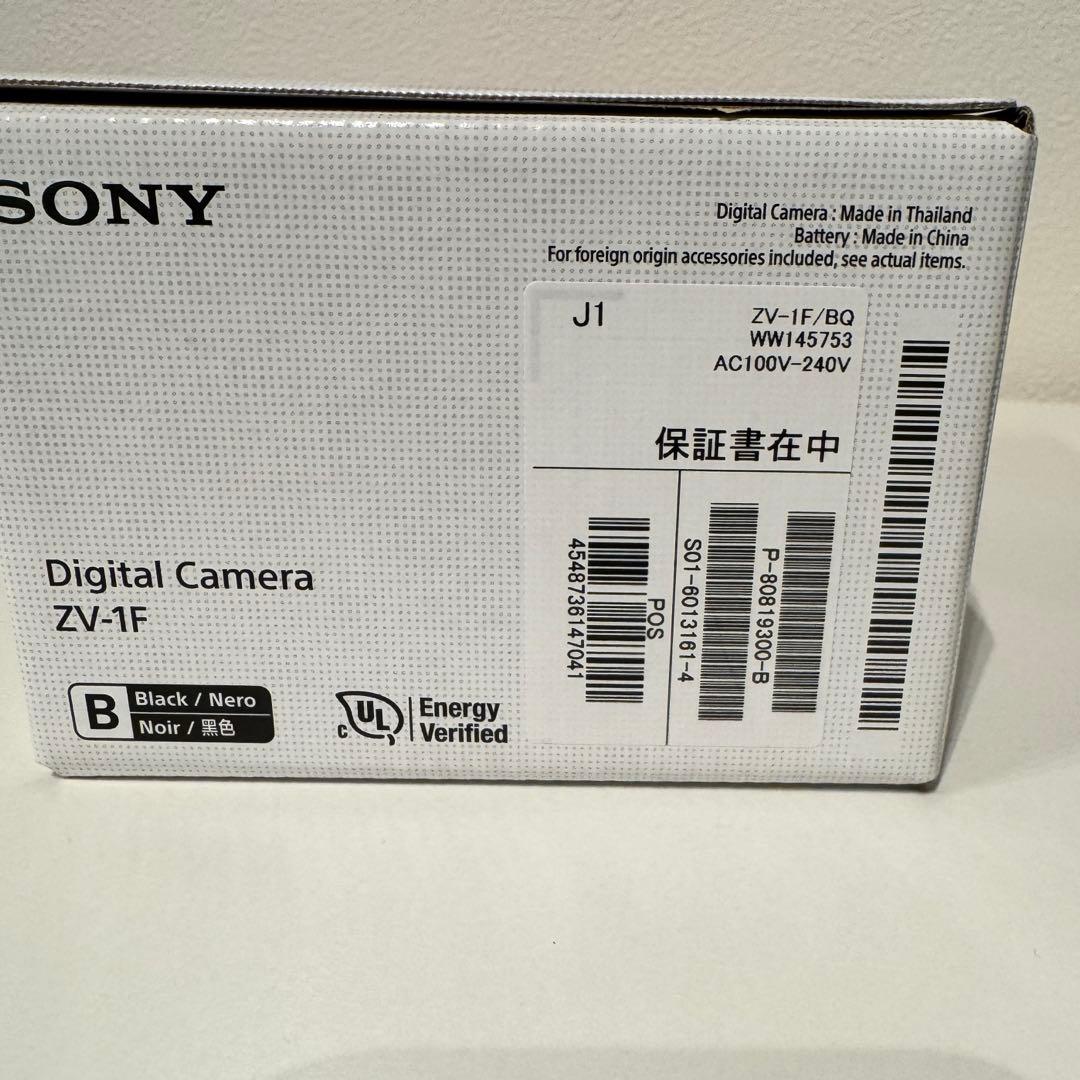 SONY
Digital Camera : Made in Thailand
Battery : Made in China
For foreign origin accessories included, see actual items.
J1
ZV-1F/BQ
WW145753
AC100V-240V
保証書在中
4548736147041
POS
S01-6013161-4
P-80819300-B
Digital Camera
ZV-1F
B
Black / Nero
Noir / 黑色
C UL
Energy
Verified